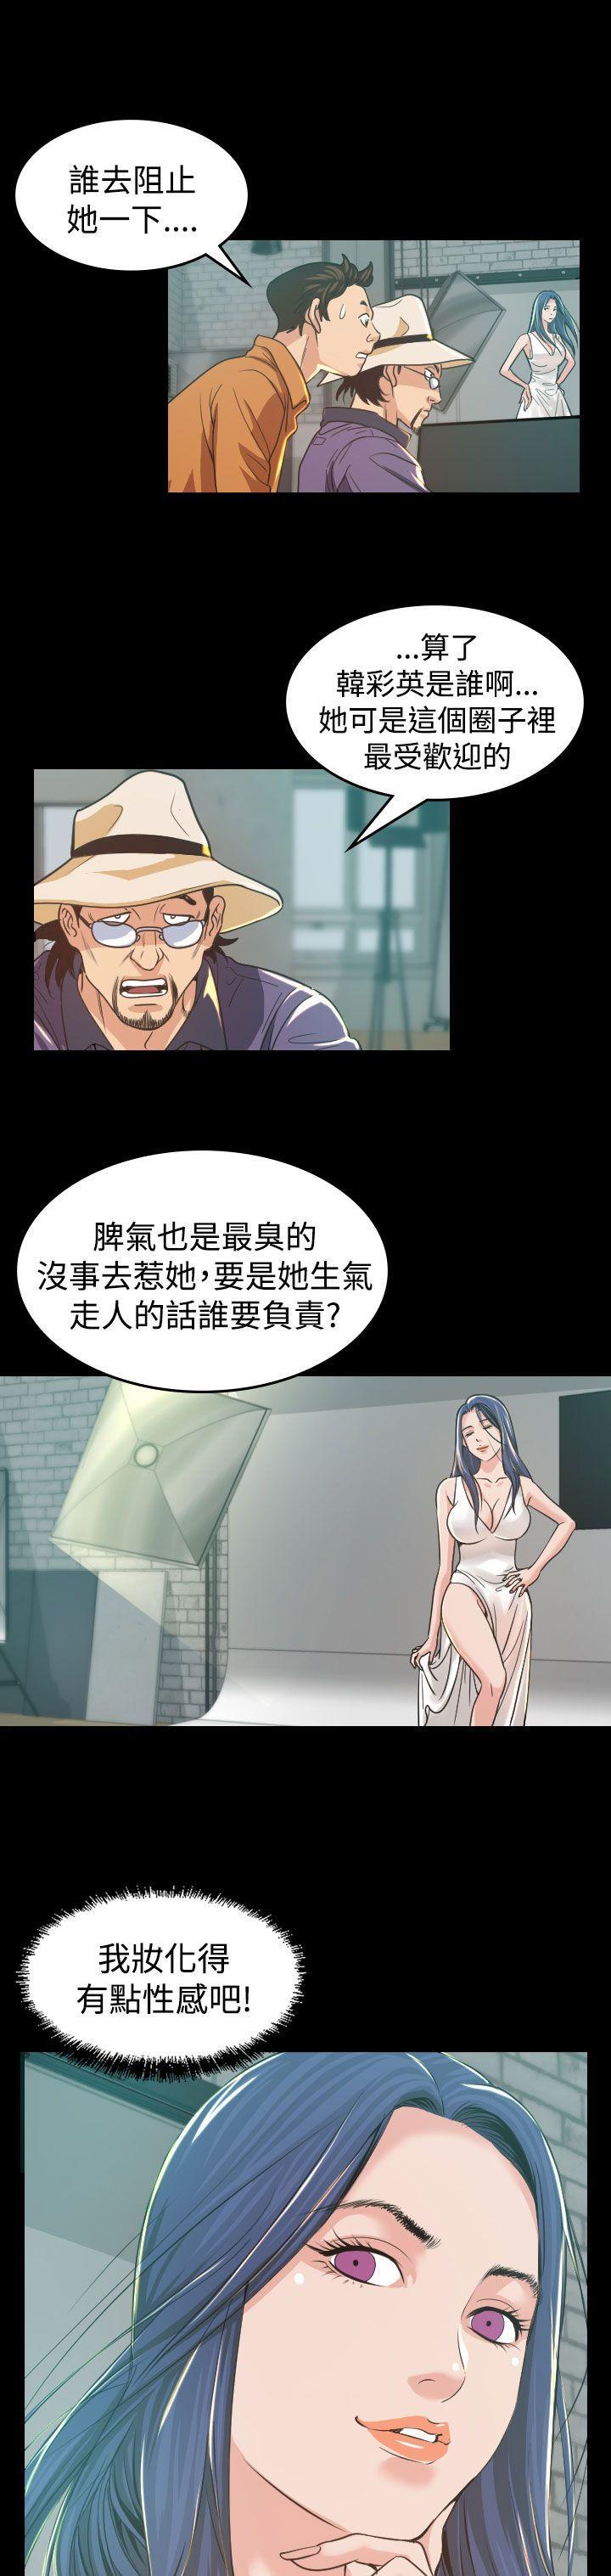 誰去阻止
她一下....
...算了
韓彩英是誰啊...
她可是這個圈子裡
最受歡迎的
脾氣也是最臭的
沒事去惹她,要是她生氣
走人的話誰要負責?
我妝化得
有點性感吧!